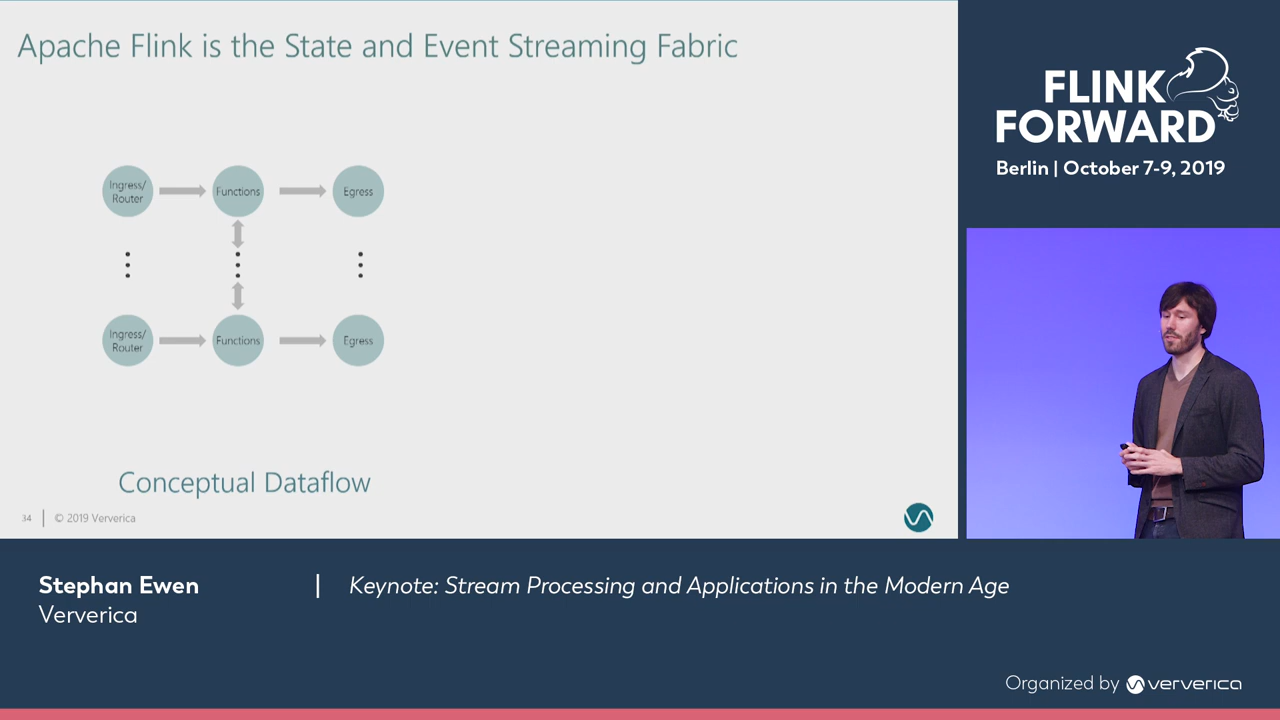 Apache Flink is the State and Event Streaming Fabric
Ingress/
Router
Functions
Egress
Ingress/
Router
Functions
Egress
Conceptual Dataflow
34 | © 2019 Ververica
FLINK
FORWARD
Berlin | October 7-9, 2019
Stephan Ewen | Keynote: Stream Processing and Applications in the Modern Age
Ververica
Organized by ververica